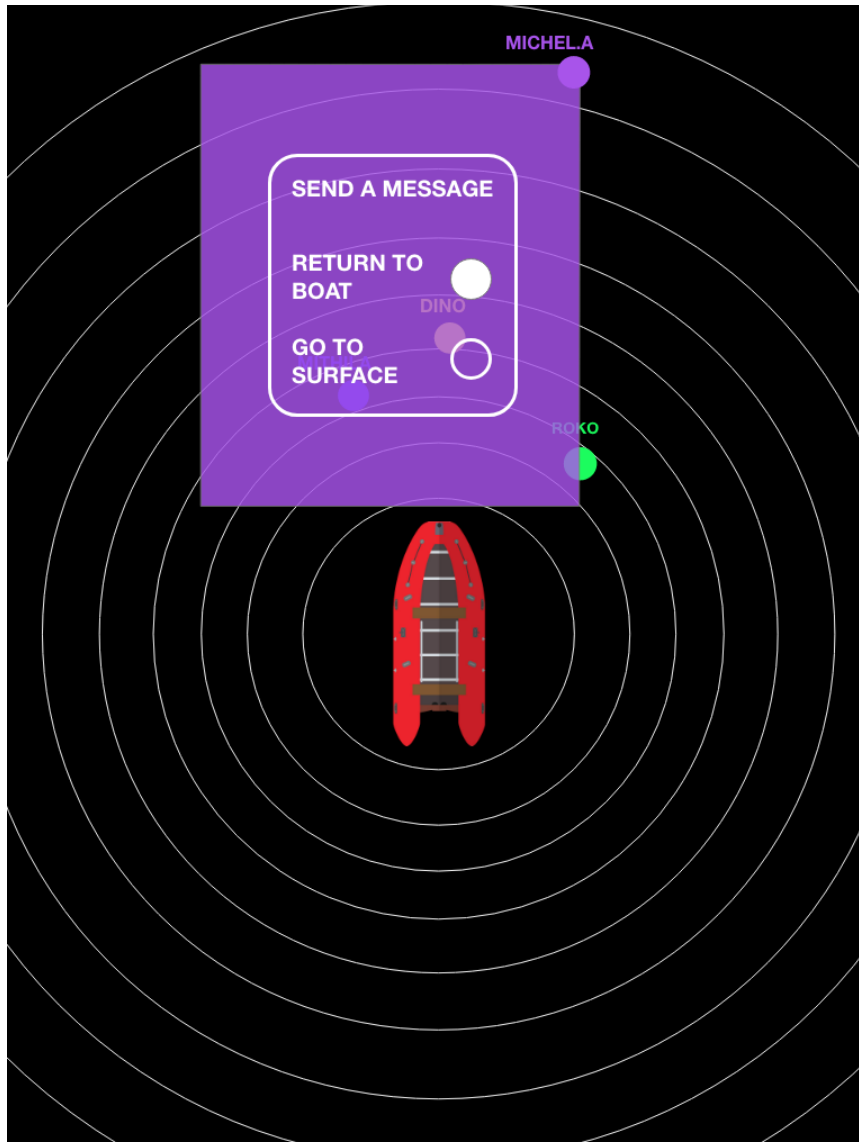 MICHEL.A
SEND A MESSAGE
RETURN TO
BOAT
DINO
GO TO
SURFACE
ROKO